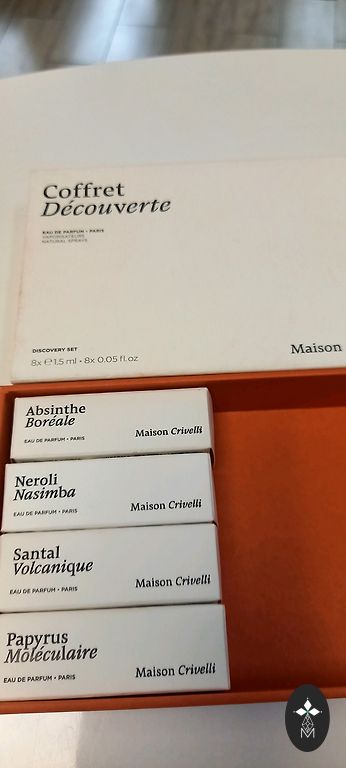 Coffret
Découverte
EAU DE PARFUM • PARIS
VAPORISATEURS
NATURAL SPRAYS
DISCOVERY SET
8x ℮ 1.5 ml • 8x 0.05 fl.oz
Maison
Absinthe
Boréale
EAU DE PARFUM • PARIS
Maison Crivelli
Neroli
Nasimba
EAU DE PARFUM • PARIS
Maison Crivelli
Santal
Volcanique
EAU DE PARFUM • PARIS
Maison Crivelli
Papyrus
Moléculaire
EAU DE PARFUM • PARIS
Maison Crivelli
M